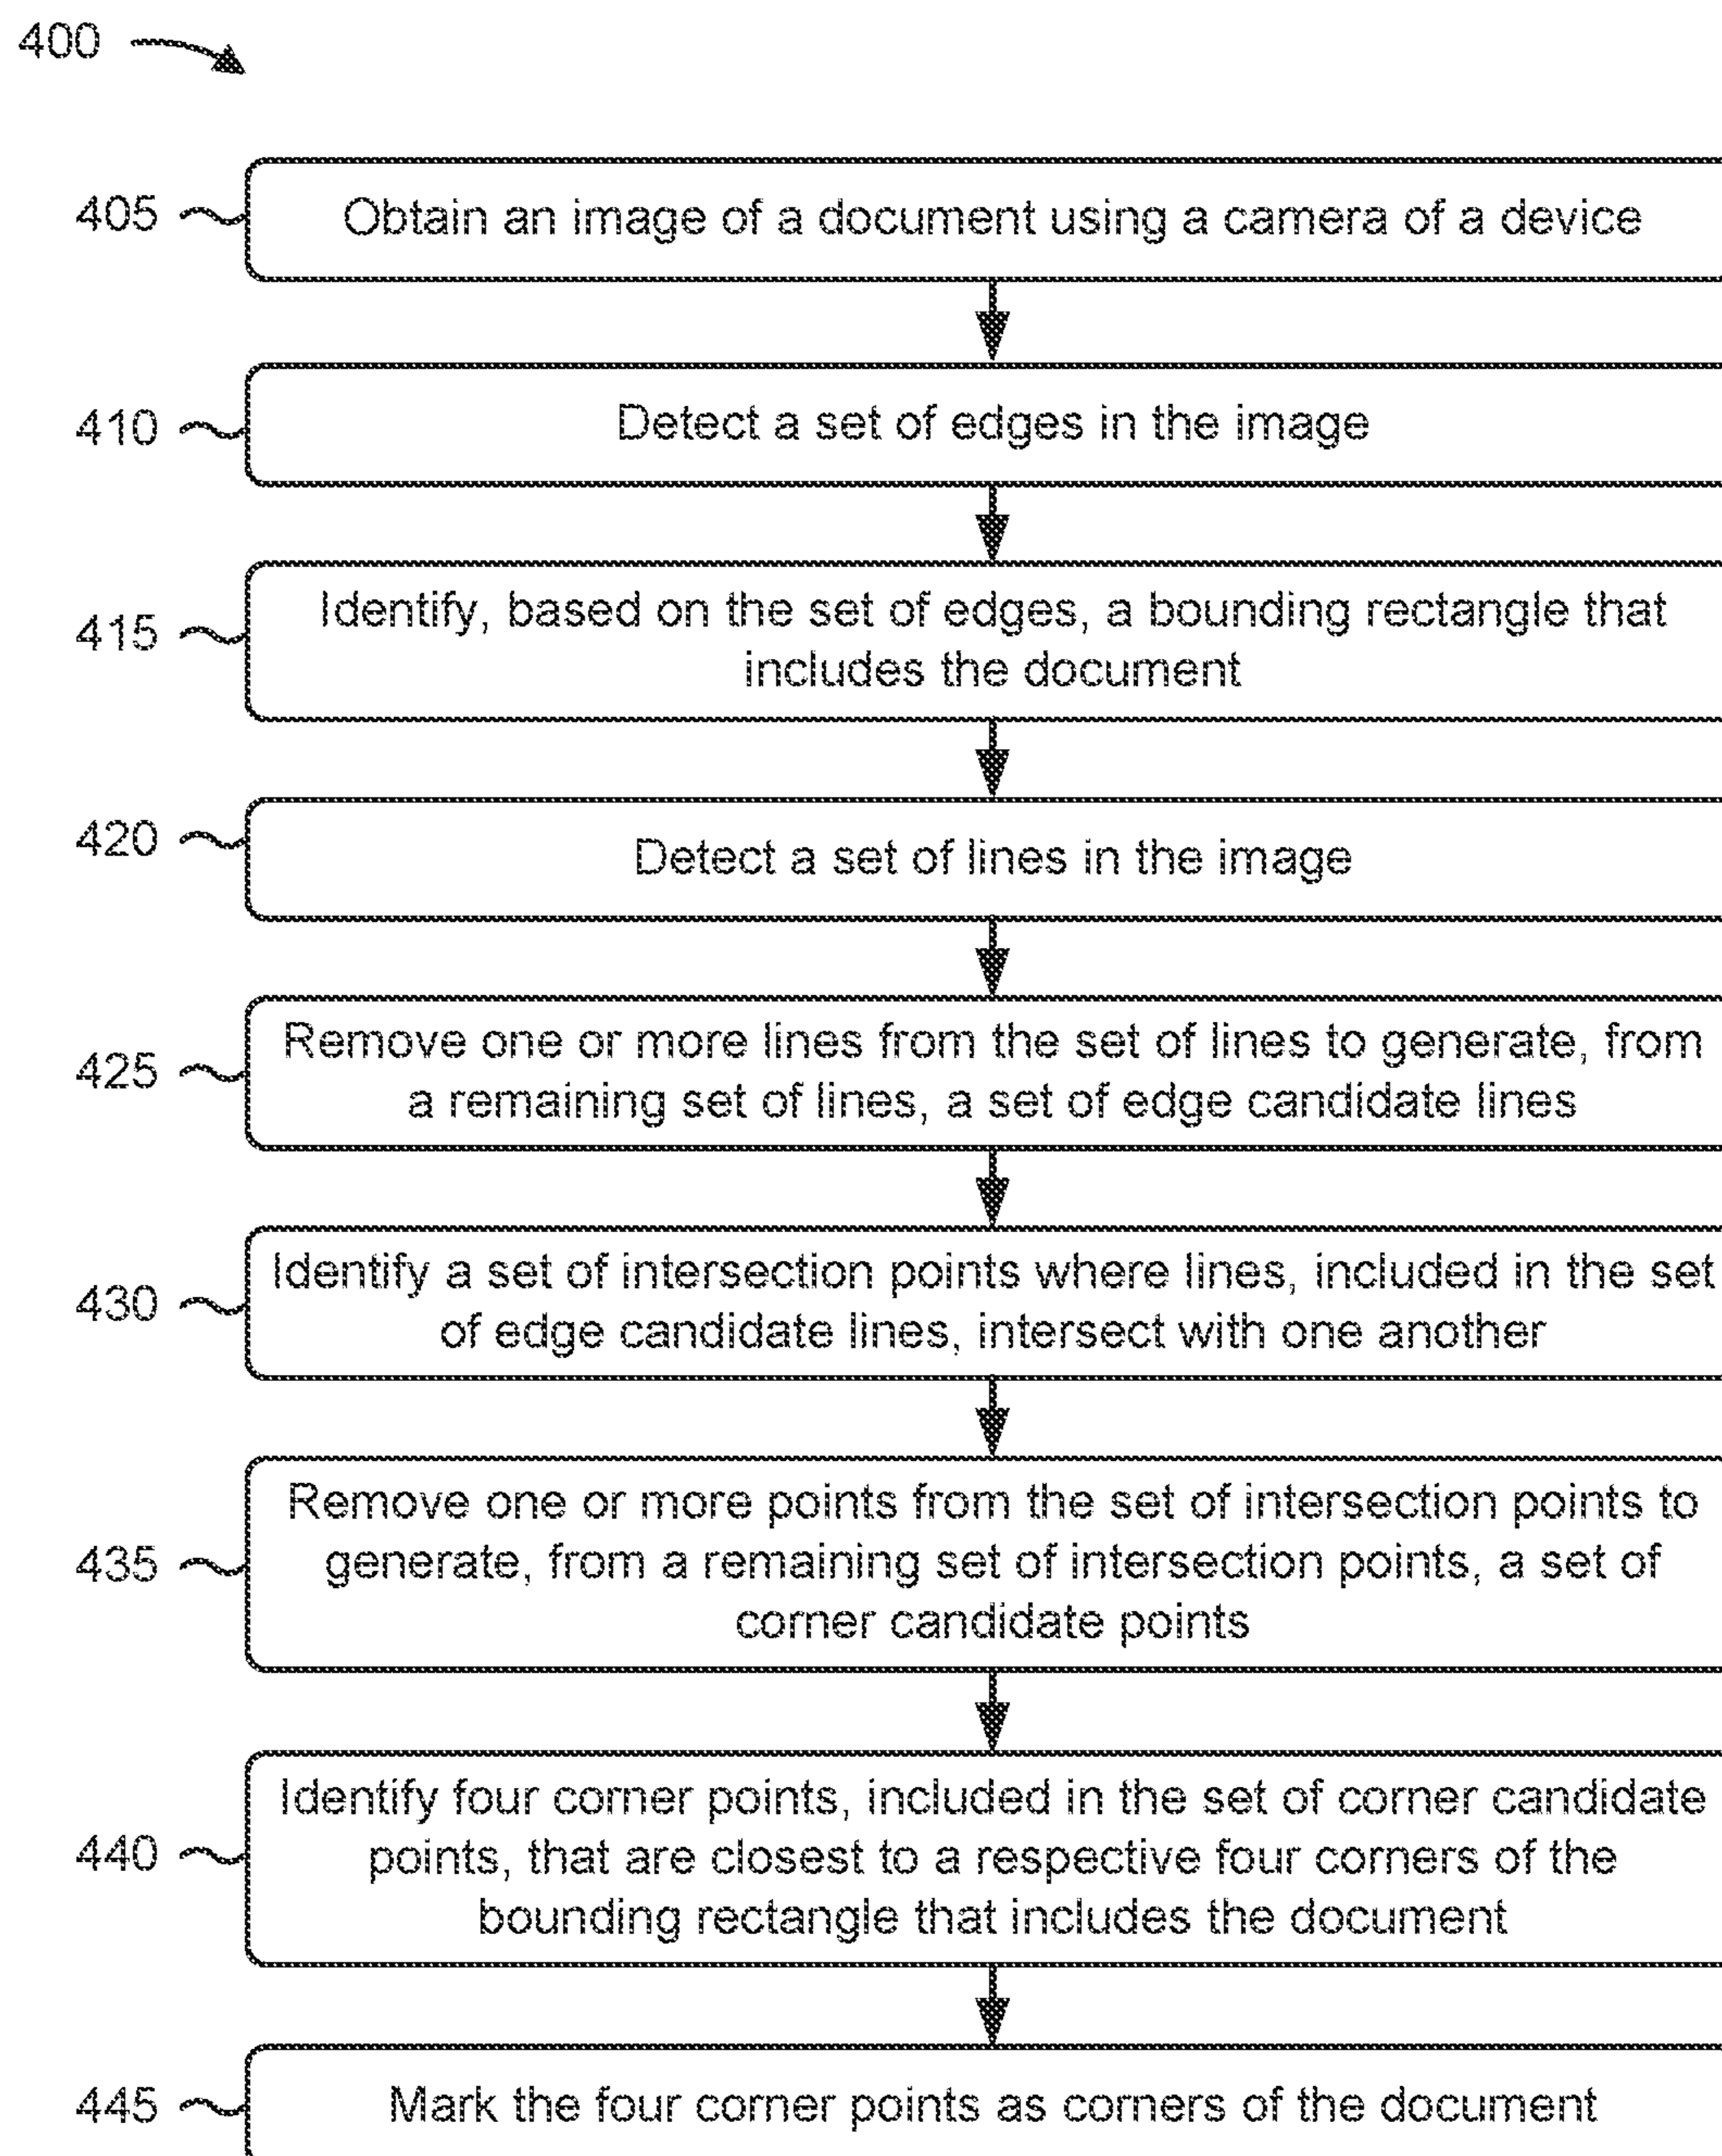 400
405 Obtain an image of a document using a camera of a device
410 Detect a set of edges in the image
415 Identify, based on the set of edges, a bounding rectangle that
includes the document
420 Detect a set of lines in the image
425 Remove one or more lines from the set of lines to generate, from
a remaining set of lines, a set of edge candidate lines
430 Identify a set of intersection points where lines, included in the set
of edge candidate lines, intersect with one another
435 Remove one or more points from the set of intersection points to
generate, from a remaining set of intersection points, a set of
corner candidate points
440 Identify four corner points, included in the set of corner candidate
points, that are closest to a respective four corners of the
bounding rectangle that includes the document
445 Mark the four corner points as corners of the document